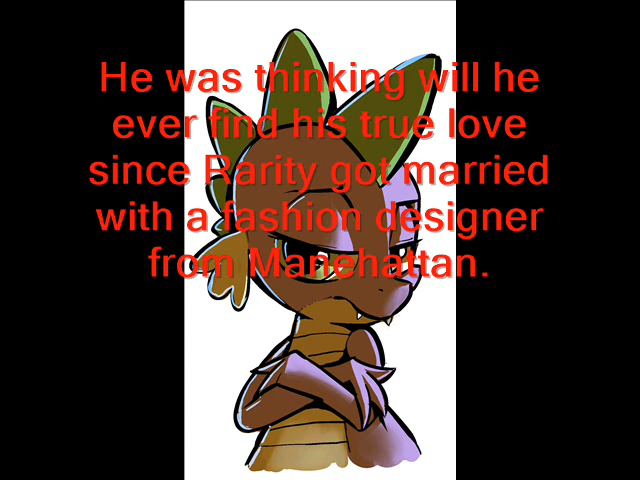 He was thinking will he
ever find his true love
since Rarity got married
with a fashion designer
from Manehattan.